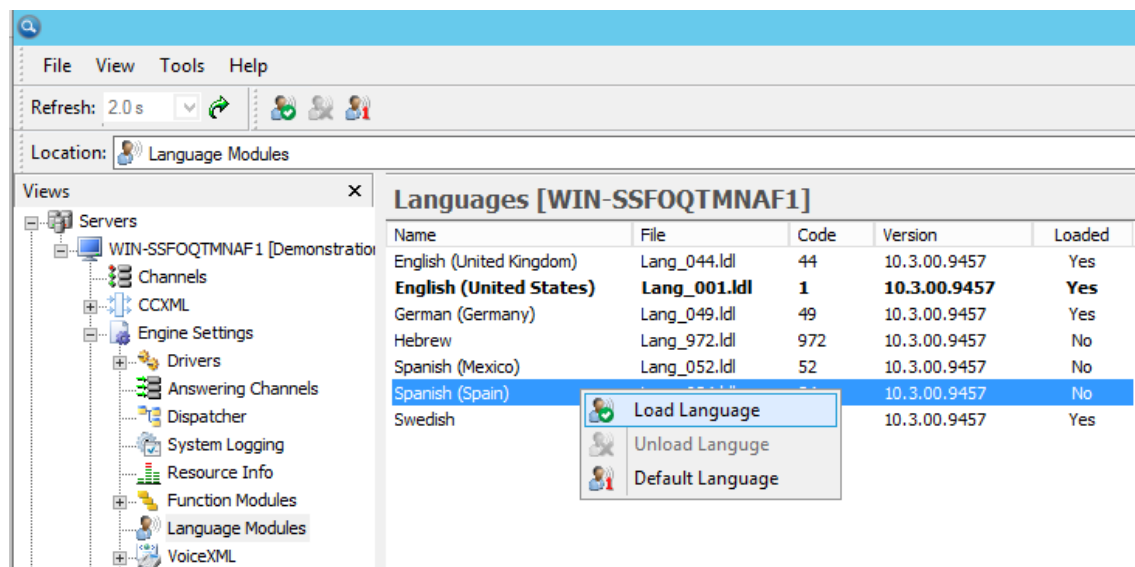 File View Tools Help
Refresh: 2.0 s
Location: Language Modules
Views
Servers
WIN-SSFOQTMNAF1 [Demonstration
Channels
CCXML
Engine Settings
Drivers
Answering Channels
Dispatcher
System Logging
Resource Info
Function Modules
Language Modules
VoiceXML
Languages [WIN-SSFOQTMNAF1]
Name File Code Version Loaded
English (United Kingdom) Lang_044.ldl 44 10.3.00.9457 Yes
English (United States) Lang_001.ldl 1 10.3.00.9457 Yes
German (Germany) Lang_049.ldl 49 10.3.00.9457 Yes
Hebrew Lang_972.ldl 972 10.3.00.9457 No
Spanish (Mexico) Lang_052.ldl 52 10.3.00.9457 No
Spanish (Spain) 10.3.00.9457 No
Swedish 10.3.00.9457 Yes
Load Language
Unload Languge
Default Language